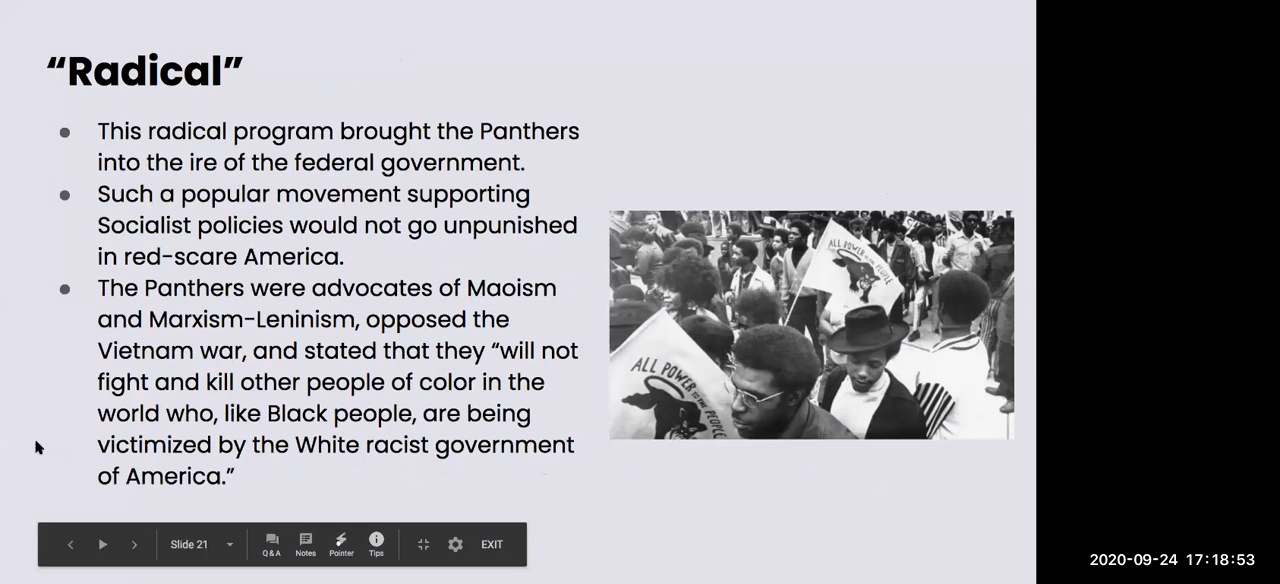 “Radical”
This radical program brought the Panthers
into the ire of the federal government.
Such a popular movement supporting
Socialist policies would not go unpunished
in red-scare America.
The Panthers were advocates of Maoism
and Marxism-Leninism, opposed the
Vietnam war, and stated that they “will not
fight and kill other people of color in the
world who, like Black people, are being
victimized by the White racist government
of America.”
ALL POWER TO THE PEOPLE
ALL POWER TO THE PEOPLE
Slide 21
Q&A
Notes
Pointer
Tips
EXIT
2020-09-24 17:18:53